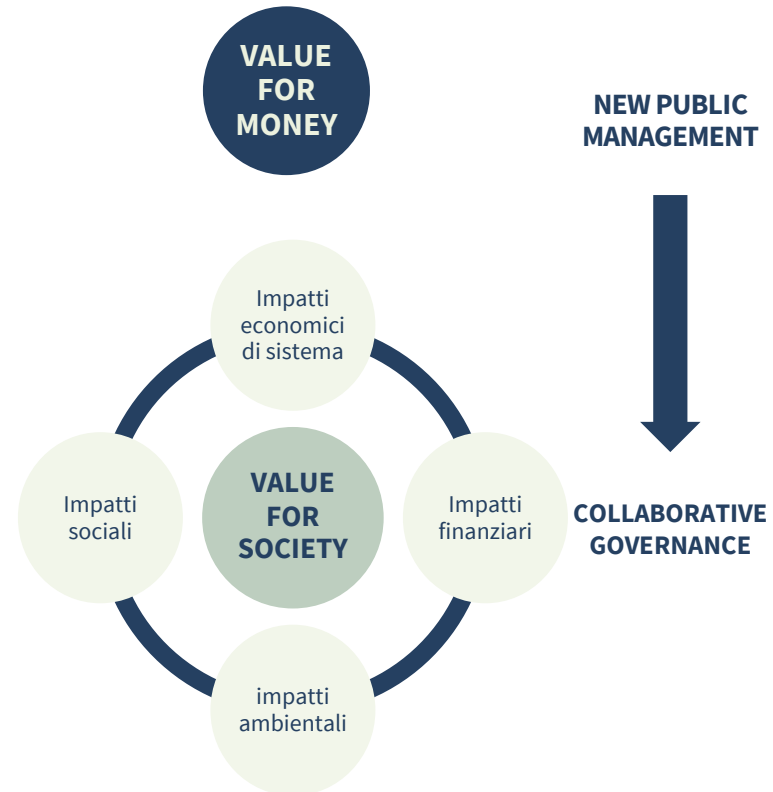 VALUE
FOR
MONEY
NEW PUBLIC
MANAGEMENT
Impatti
economici
di sistema
Impatti
sociali
VALUE
FOR
SOCIETY
Impatti
finanziari
COLLABORATIVE
GOVERNANCE
impatti
ambientali